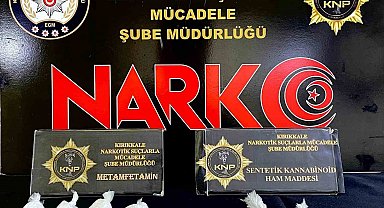 MÜCADELE
ŞUBE MÜDÜRLÜĞÜ
EGM
KNP
NARKO
KIRIKKALE
NARKOTİK SUÇLARLA
MÜCADELE
ŞUBE MÜDÜRLÜĞÜ
KNP
METAMFETAMİN
KIRIKKALE
NARKOTİK SUÇLARLA MÜCADELE
ŞUBE MÜDÜRLÜĞÜ
KNP
SENTETİK KANNABİNOİD
HAM MADDESİ